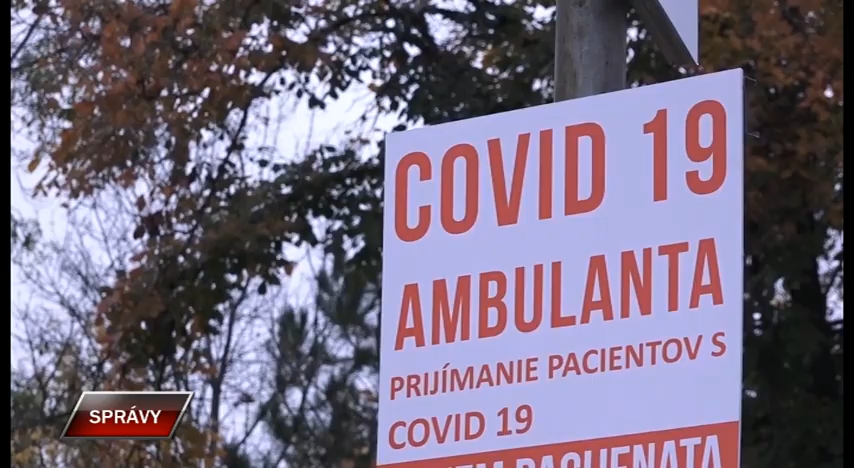 COVID 19
AMBULANTA
PRIJÍMANIE PACIENTOV S
COVID 19
SPRÁVY